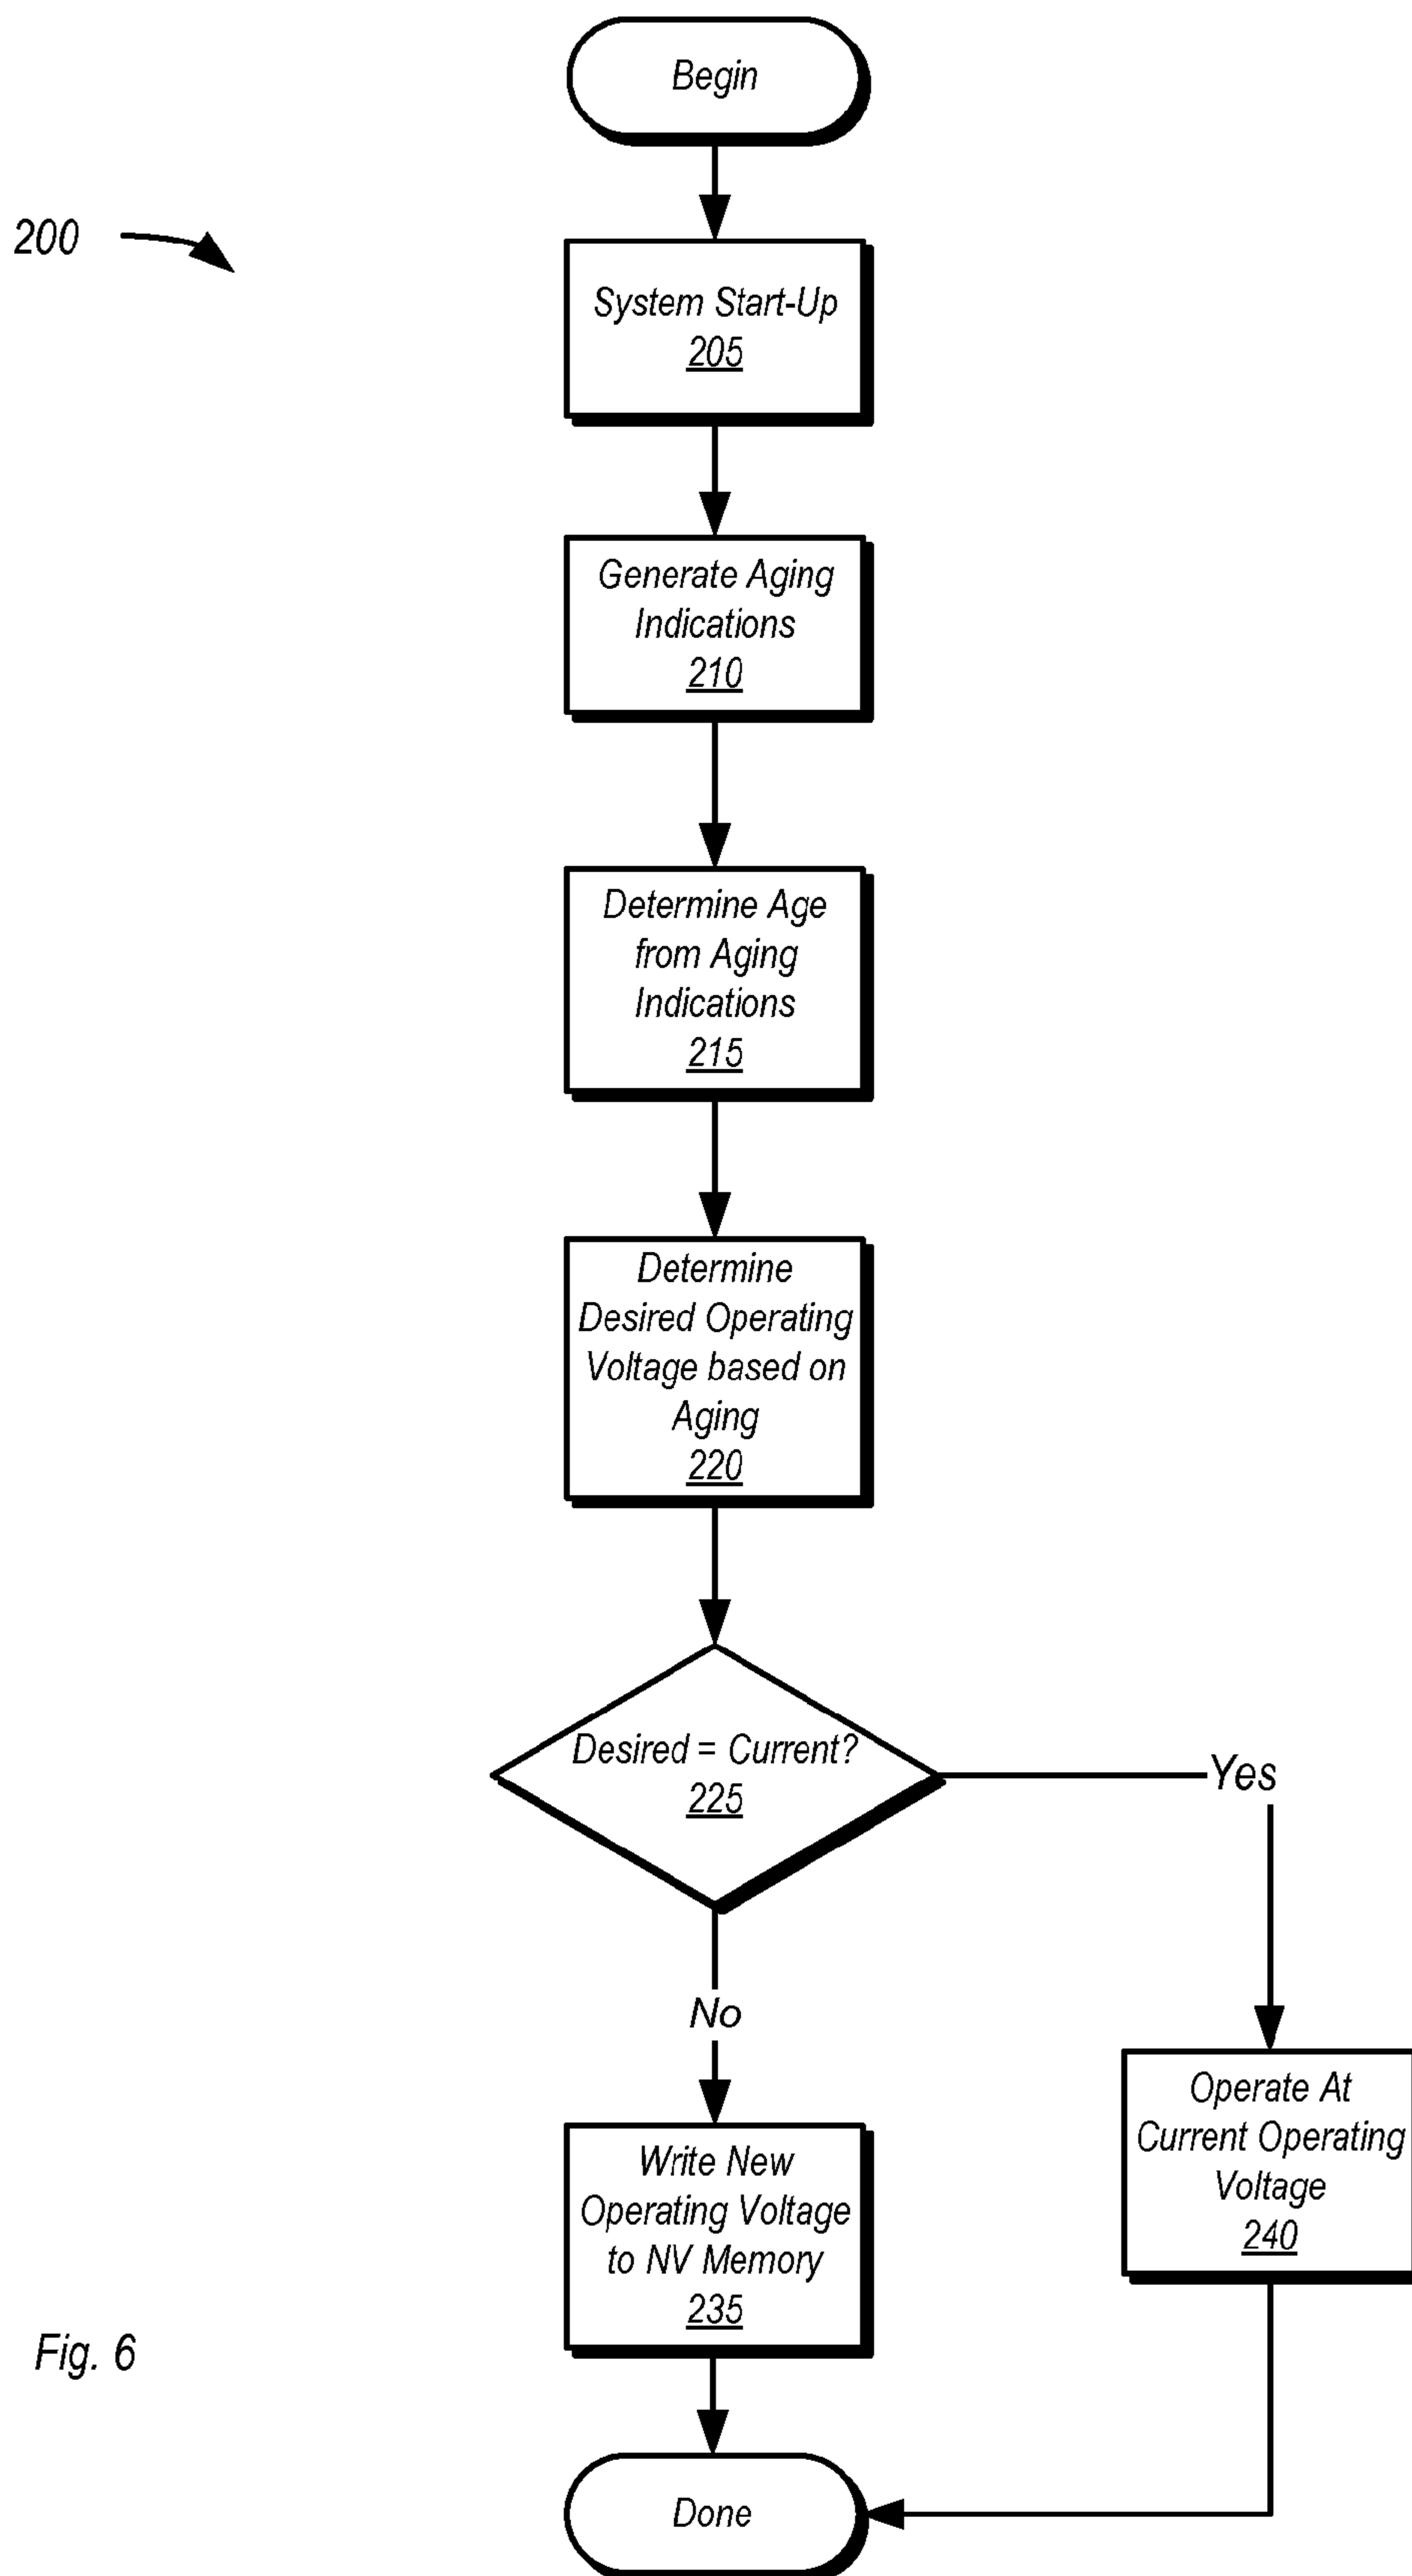 Begin
200
System Start-Up
205
Generate Aging
Indications
210
Determine Age
from Aging
Indications
215
Determine
Desired Operating
Voltage based on
Aging
220
Desired = Current?
225
Yes
No
Operate At
Current Operating
Voltage
240
Write New
Operating Voltage
to NV Memory
235
Fig. 6
Done